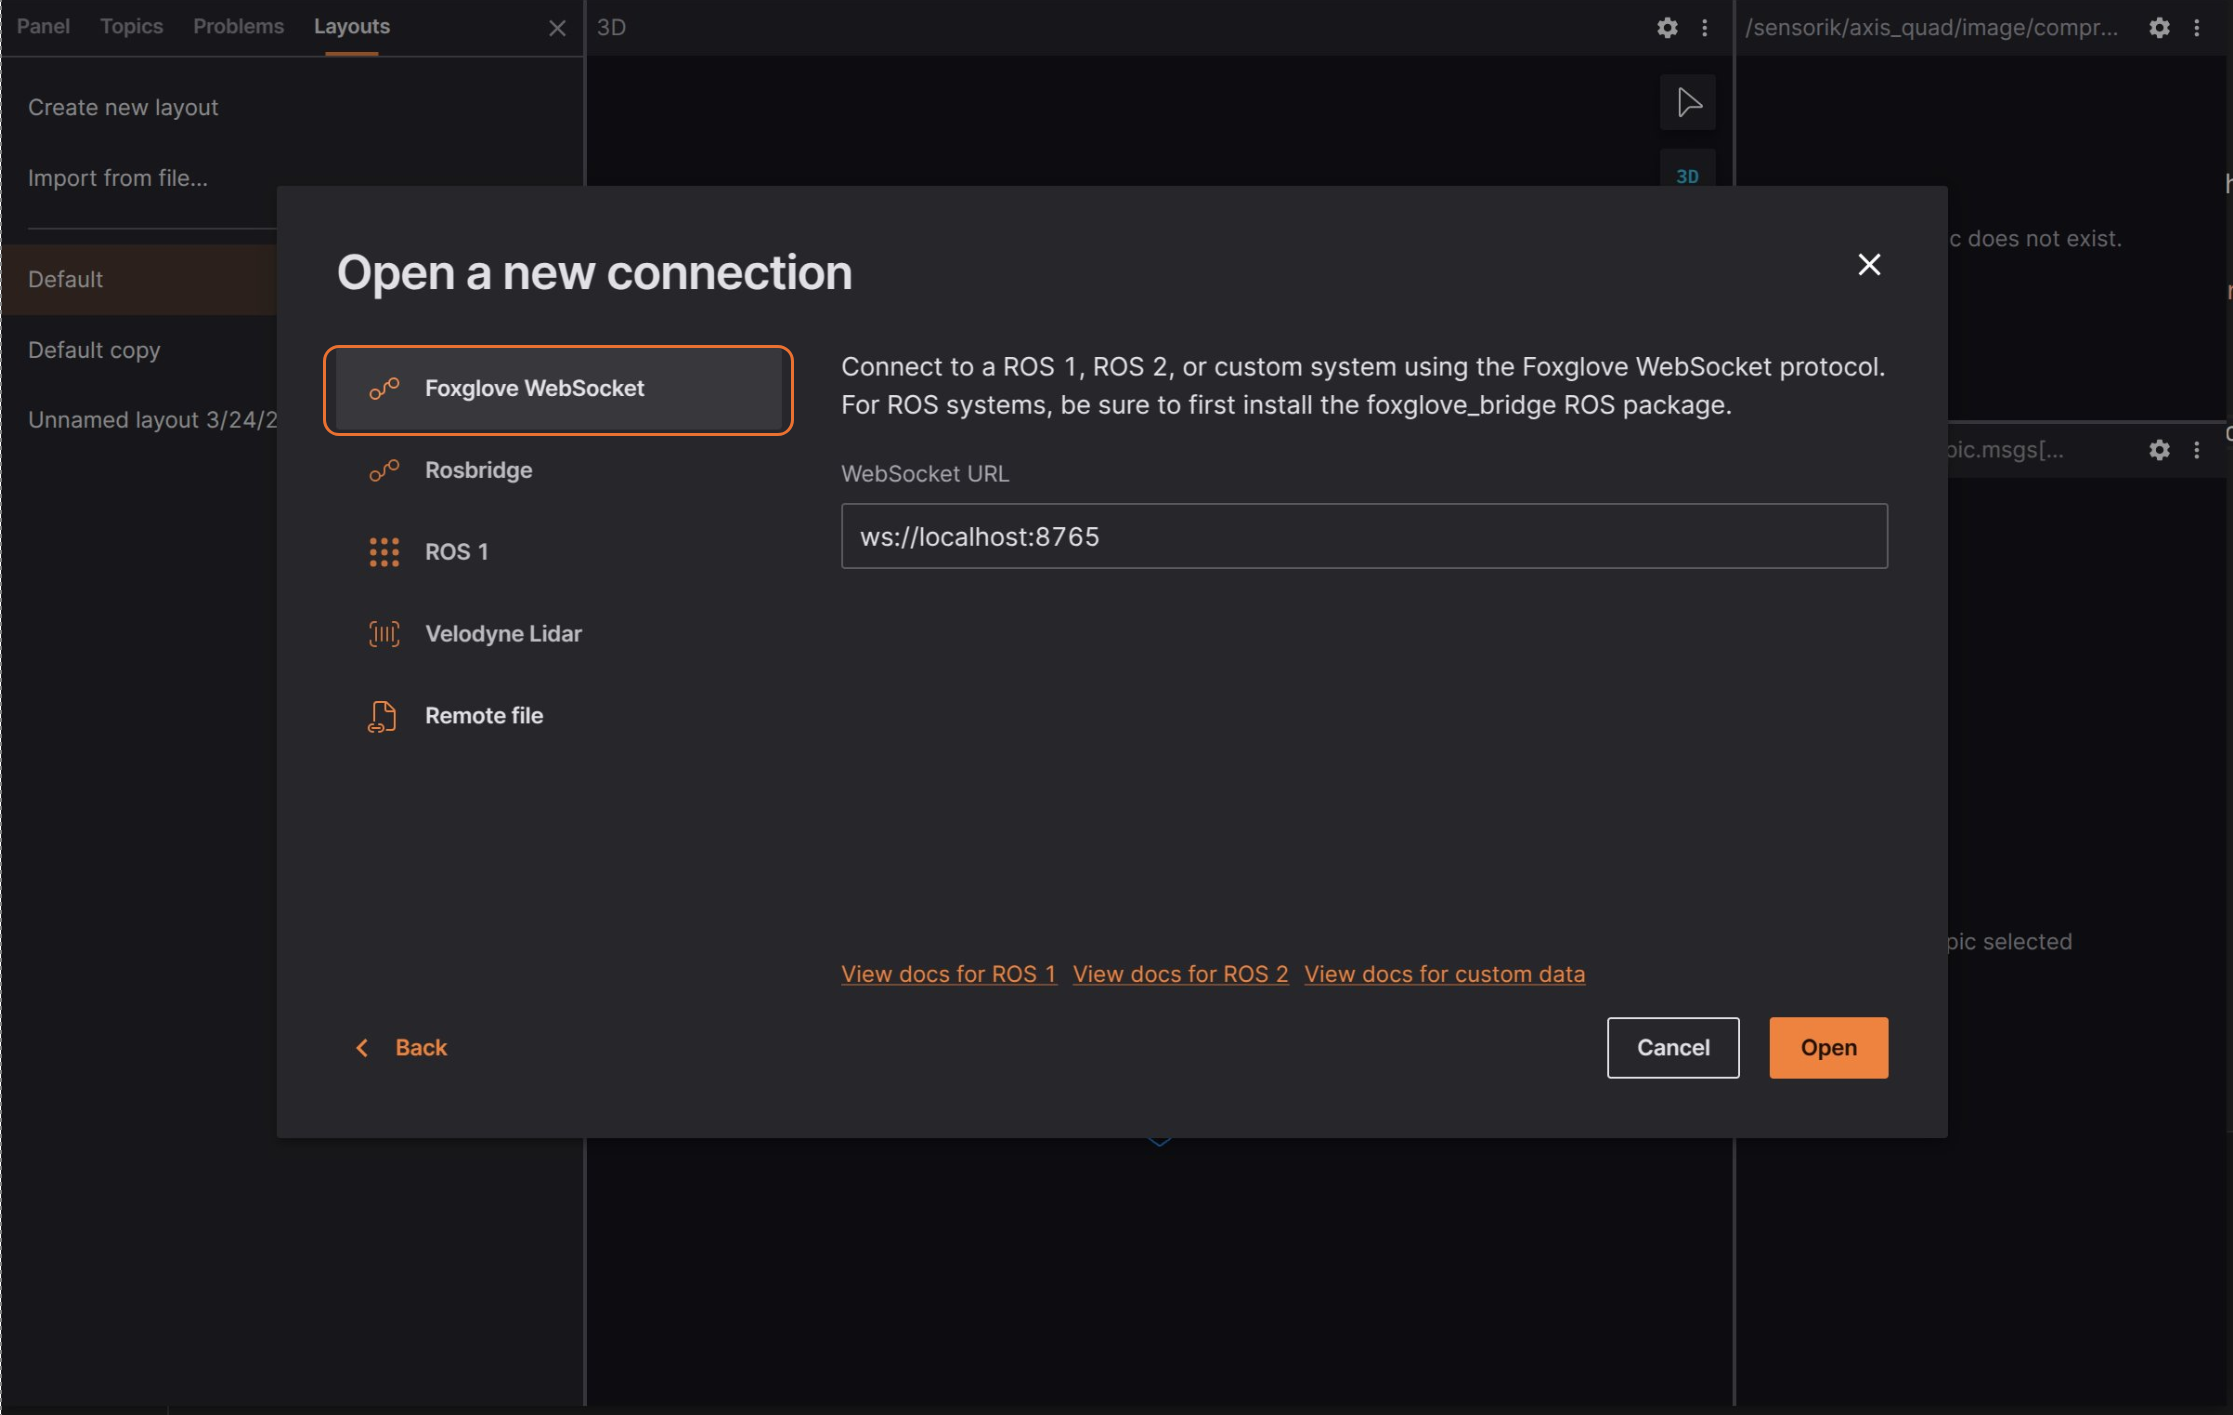 Panel Topics Problems Layouts
3D
/sensorik/axis_quad/image/compr...
Create new layout
Import from file...
3D
c does not exist.
Default
Default copy
Unnamed layout 3/24/2
Open a new connection
Foxglove WebSocket
Rosbridge
ROS 1
Velodyne Lidar
Remote file
Connect to a ROS 1, ROS 2, or custom system using the Foxglove WebSocket protocol.
For ROS systems, be sure to first install the foxglove_bridge ROS package.
WebSocket URL
ws://localhost:8765
View docs for ROS 1 View docs for ROS 2 View docs for custom data
Back
Cancel
Open
pic.msgs[...
pic selected